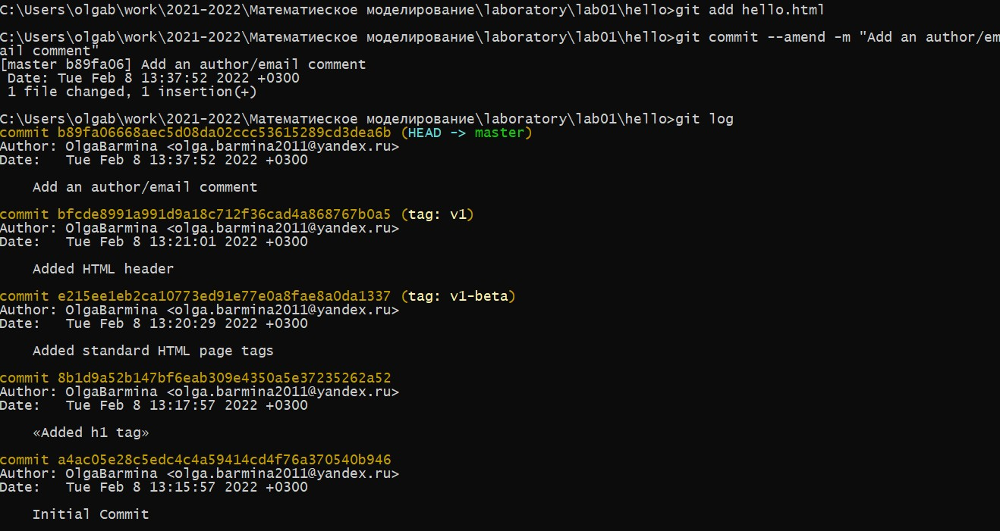 C:\Users\olgab\work\2021-2022\Математиеское моделирование\laboratory\lab01\hello>git add hello.html
C:\Users\olgab\work\2021-2022\Математиеское моделирование\laboratory\lab01\hello>git commit --amend -m "Add an author/em
ail comment"
[master b89fa06] Add an author/email comment
 Date: Tue Feb 8 13:37:52 2022 +0300
 1 file changed, 1 insertion(+)
C:\Users\olgab\work\2021-2022\Математиеское моделирование\laboratory\lab01\hello>git log
commit b89fa06668aec5d08da02ccc53615289cd3dea6b (HEAD -> master)
Author: OlgaBarmina <olga.barmina2011@yandex.ru>
Date:   Tue Feb 8 13:37:52 2022 +0300
    Add an author/email comment
commit bfcde8991a991d9a18c712f36cad4a868767b0a5 (tag: v1)
Author: OlgaBarmina <olga.barmina2011@yandex.ru>
Date:   Tue Feb 8 13:21:01 2022 +0300
    Added HTML header
commit e215ee1eb2ca10773ed91e77e0a8fae8a0da1337 (tag: v1-beta)
Author: OlgaBarmina <olga.barmina2011@yandex.ru>
Date:   Tue Feb 8 13:20:29 2022 +0300
    Added standard HTML page tags
commit 8b1d9a52b147bf6eab309e4350a5e37235262a52
Author: OlgaBarmina <olga.barmina2011@yandex.ru>
Date:   Tue Feb 8 13:17:57 2022 +0300
    «Added h1 tag»
commit a4ac05e28c5edc4c4a59414cd4f76a370540b946
Author: OlgaBarmina <olga.barmina2011@yandex.ru>
Date:   Tue Feb 8 13:15:57 2022 +0300
    Initial Commit